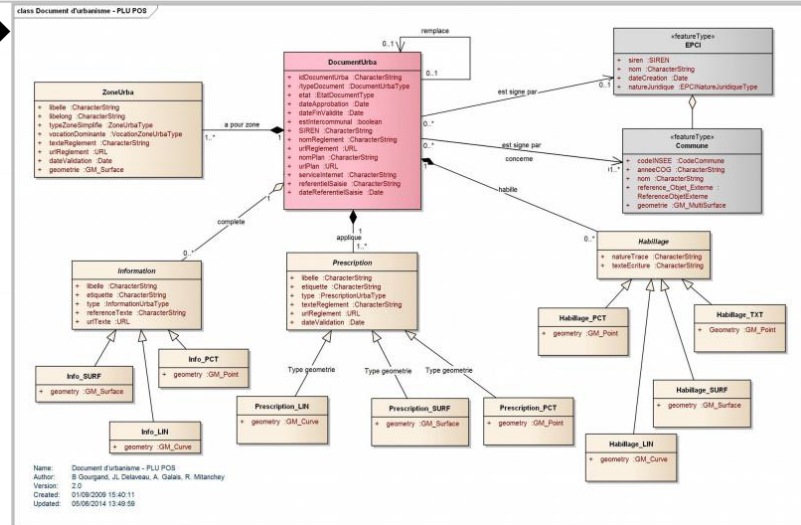 class Document d'urbanisme - PLU POS
remplace
0..1
0..1
DocumentUrba
+ idDocumentUrba :CharacterString
+ /typeDocument :DocumentUrbaType
+ etat :EtatDocumentType
+ dateApprobation :Date
+ dateFinValidite :Date
+ estIntercommunal :boolean
+ SIREN :CharacterString
+ nomReglement :CharacterString
+ urlReglement :URL
+ nomPlan :CharacterString
+ urlPlan :URL
+ serviceInternet :CharacterString
+ referentielSaisie :CharacterString
+ dateReferentielSaisie :Date
«featureType»
EPCI
+ siren :SIREN
+ nom :CharacterString
+ dateCreation :Date
+ natureJuridique :EPCINatureJuridiqueType
ZoneUrba
+ libelle :CharacterString
+ libelong :CharacterString
+ typeZoneSimplifie :ZoneUrbaType
+ vocationDominante :VocationZoneUrbaType
+ texteReglement :CharacterString
+ urlReglement :URL
+ dateValidation :Date
+ geometrie :GM_Surface
a pour zone
1..*
1
est signe par
0..1
0..*
«featureType»
Commune
+ codeINSEE :CodeCommune
+ anneeCOG :CharacterString
+ nom :CharacterString
+ reference_Objet_Externe :
ReferenceObjetExterne
+ geometrie :GM_MultiSurface
est signe par
concerne
0..*
1..*
1
habille
0..*
complete
1
0..*
applique
1
1..*
Habillage
+ natureTrace :CharacterString
+ texteEcriture :CharacterString
Information
+ libelle :CharacterString
+ etiquette :CharacterString
+ type :InformationUrbaType
+ referenceTexte :CharacterString
+ urlTexte :URL
Prescription
+ libelle :CharacterString
+ etiquette :CharacterString
+ type :PrescriptionUrbaType
+ texteReglement :CharacterString
+ urlReglement :URL
+ dateValidation :Date
Habillage_PCT
+ geometry :GM_Point
Habillage_TXT
+ Geometry :GM_Point
Info_PCT
+ geometry :GM_Point
Info_SURF
+ geometry :GM_Surface
Type geometrie
Type geometrie
Type geometrie
Habillage_SURF
+ geometry :GM_Surface
Prescription_LIN
+ geometry :GM_Curve
Prescription_SURF
+ geometry :GM_Surface
Prescription_PCT
+ geometry :GM_Point
Info_LIN
+ geometry :GM_Curve
Habillage_LIN
+ geometry :GM_Curve
Name: Document d'urbanisme - PLU POS
Author: B Gourgand, JL Delaveau, A. Galais, R. Mitanchey
Version: 2.0
Created: 01/09/2009 15:40:11
Updated: 05/06/2014 13:49:59